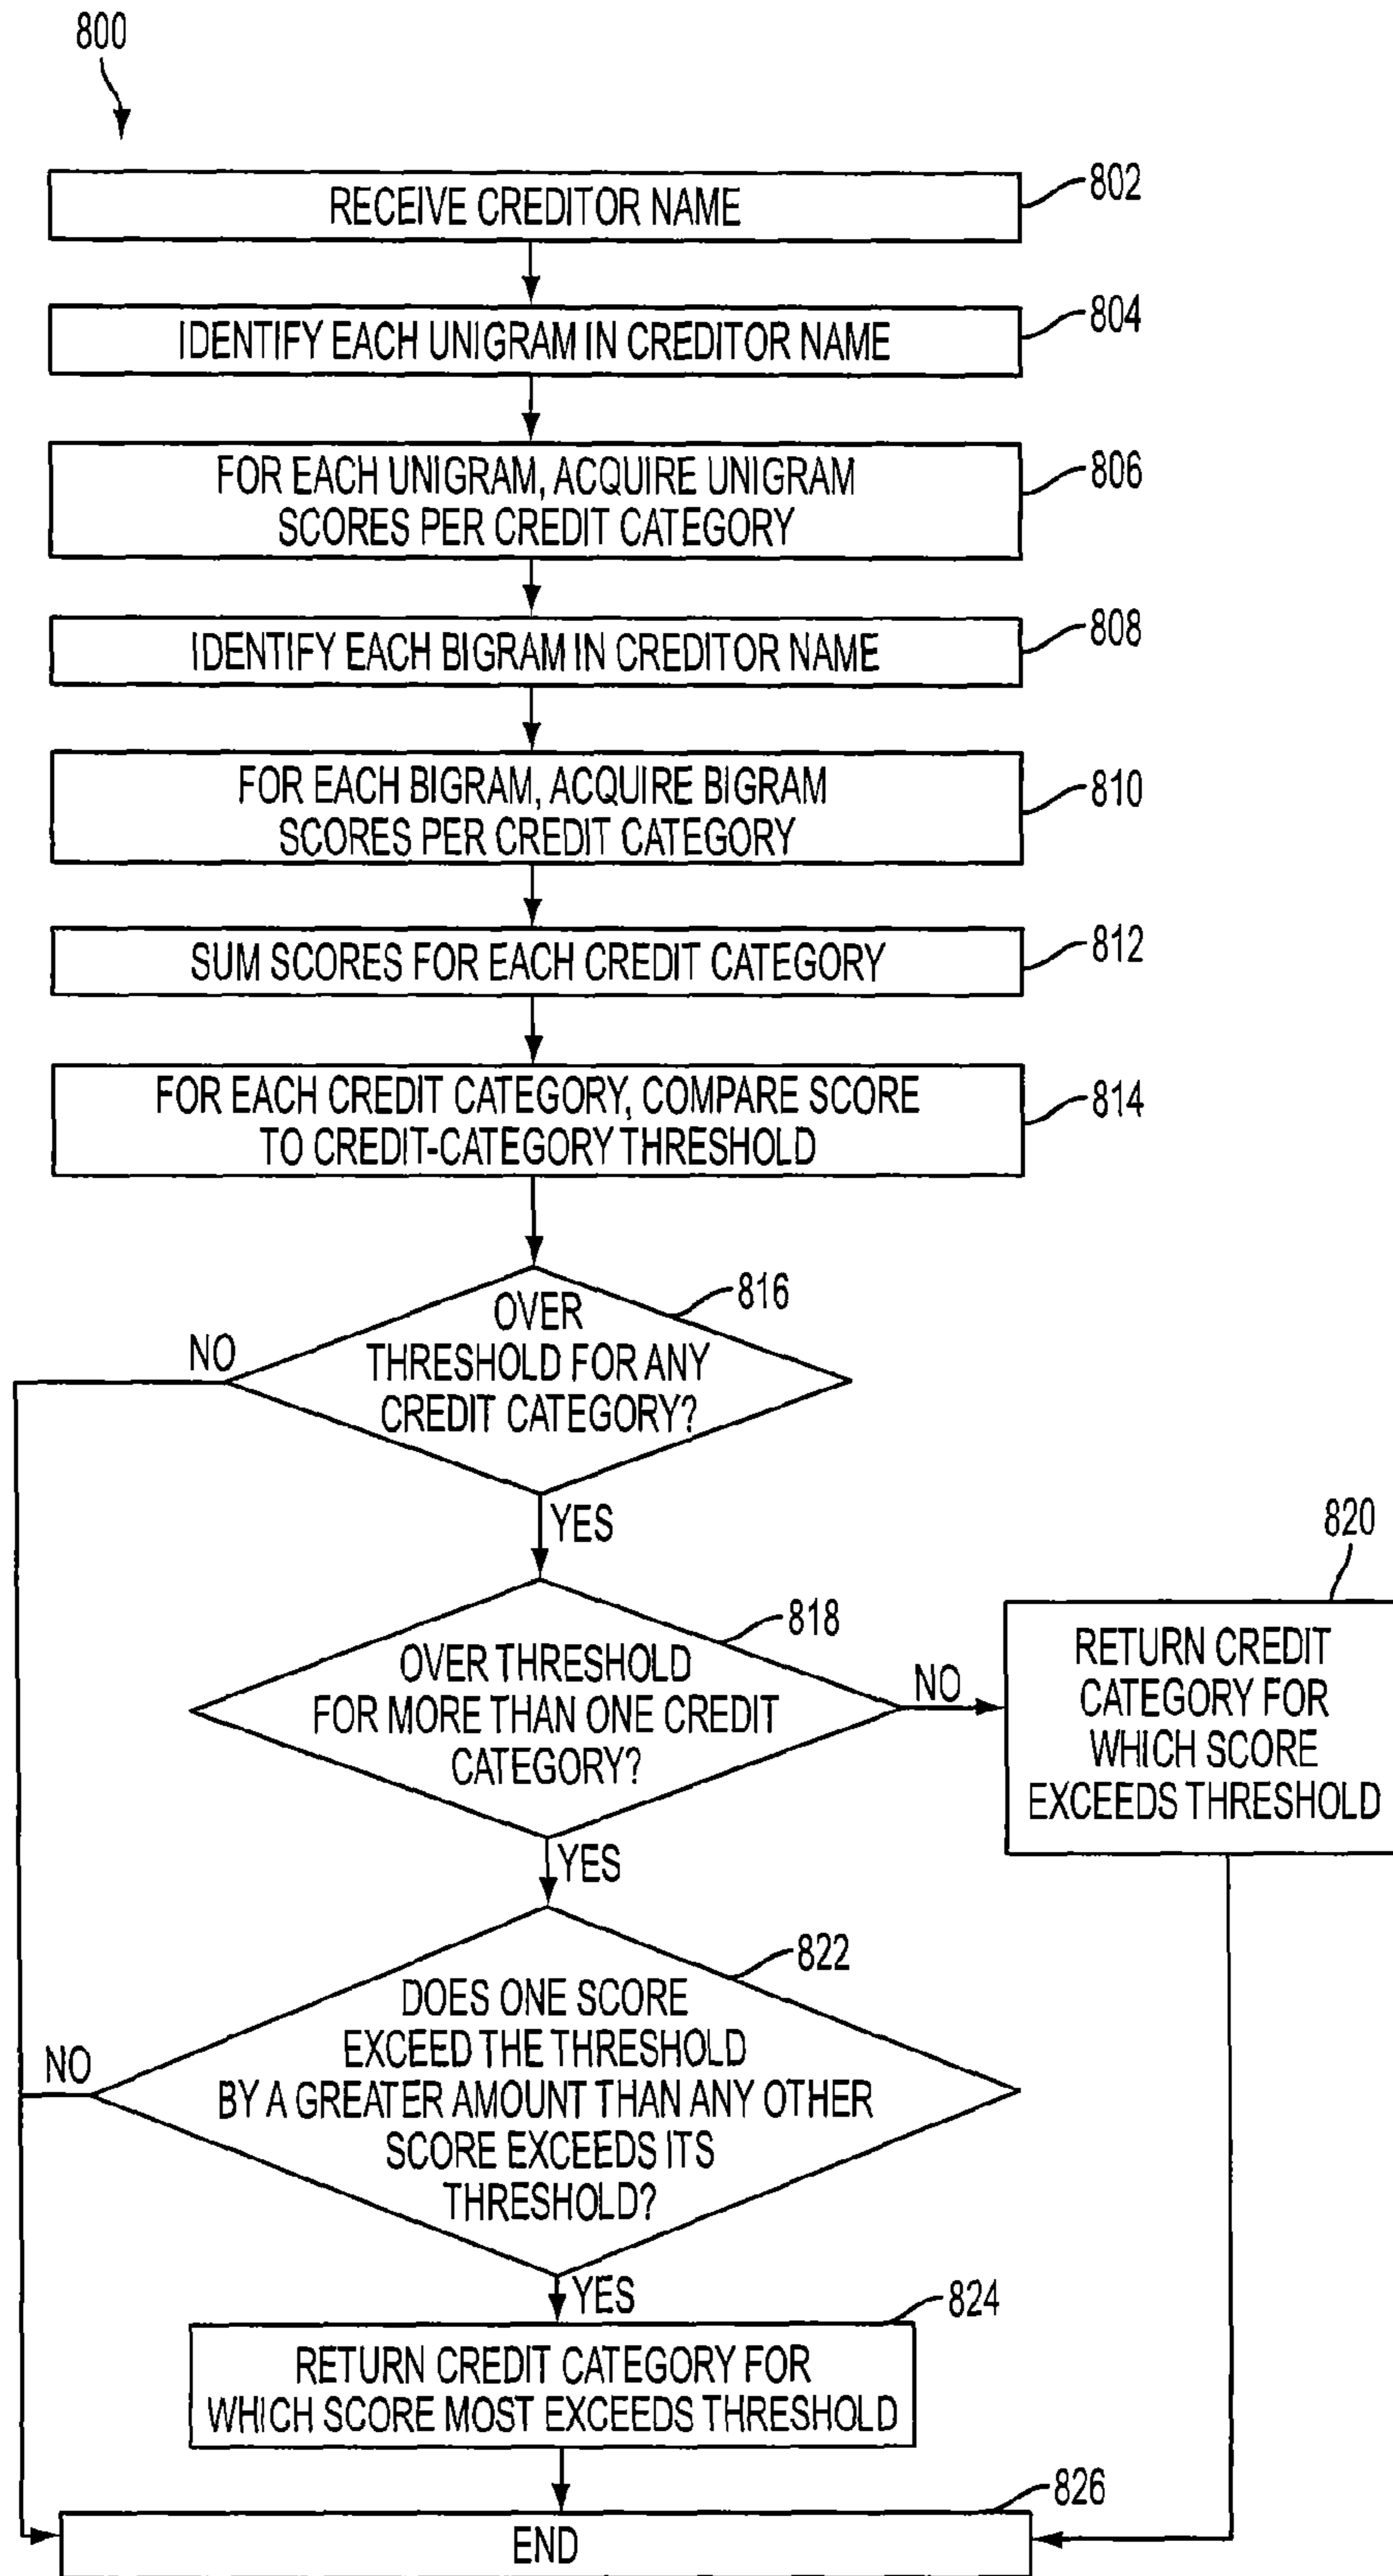 800
RECEIVE CREDITOR NAME
802
IDENTIFY EACH UNIGRAM IN CREDITOR NAME
804
FOR EACH UNIGRAM, ACQUIRE UNIGRAM
SCORES PER CREDIT CATEGORY
806
IDENTIFY EACH BIGRAM IN CREDITOR NAME
808
FOR EACH BIGRAM, ACQUIRE BIGRAM
SCORES PER CREDIT CATEGORY
810
SUM SCORES FOR EACH CREDIT CATEGORY
812
FOR EACH CREDIT CATEGORY, COMPARE SCORE
TO CREDIT-CATEGORY THRESHOLD
814
OVER
THRESHOLD FOR ANY
CREDIT CATEGORY?
816
NO
YES
OVER THRESHOLD
FOR MORE THAN ONE CREDIT
CATEGORY?
818
NO
820
RETURN CREDIT
CATEGORY FOR
WHICH SCORE
EXCEEDS THRESHOLD
YES
DOES ONE SCORE
EXCEED THE THRESHOLD
BY A GREATER AMOUNT THAN ANY OTHER
SCORE EXCEEDS ITS
THRESHOLD?
822
NO
YES
824
RETURN CREDIT CATEGORY FOR
WHICH SCORE MOST EXCEEDS THRESHOLD
826
END